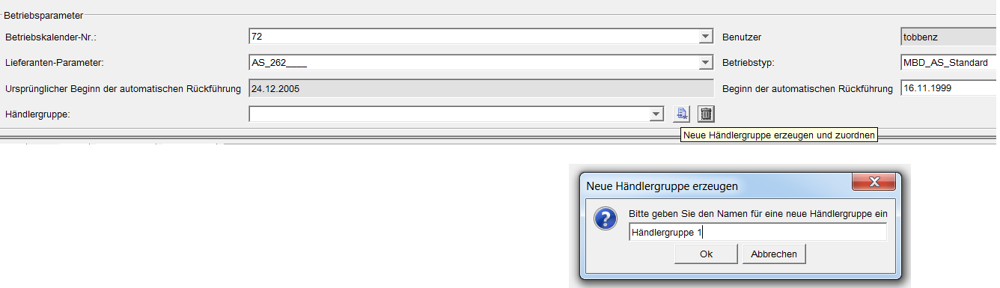 Betriebsparameter
Betriebskalender-Nr.: 72 Benutzer tobbenz
Lieferanten-Parameter: AS_262____ Betriebstyp: MBD_AS_Standard
Ursprünglicher Beginn der automatischen Rückführung 24.12.2005 Beginn der automatischen Rückführung 16.11.1999
Händlergruppe:
Neue Händlergruppe erzeugen und zuordnen
Neue Händlergruppe erzeugen
Bitte geben Sie den Namen für eine neue Händlergruppe ein
Händlergruppe 1
Ok Abbrechen